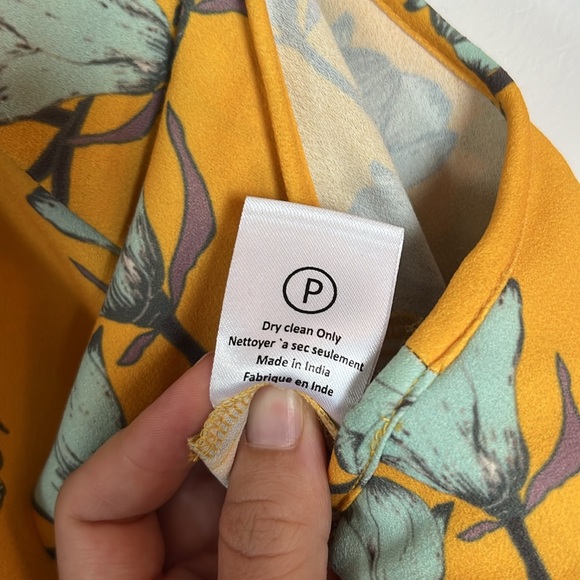 P
Dry clean Only
Nettoyer `a sec seulement
Made in India
Fabrique en Inde